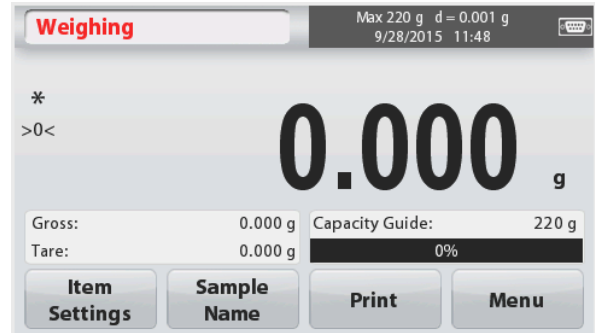 Weighing
Max 220 g d = 0.001 g
9/28/2015 11:48
*
>0<
0.000 g
Gross: 0.000 g
Tare: 0.000 g
Capacity Guide: 220 g
0%
Item
Settings
Sample
Name
Print
Menu